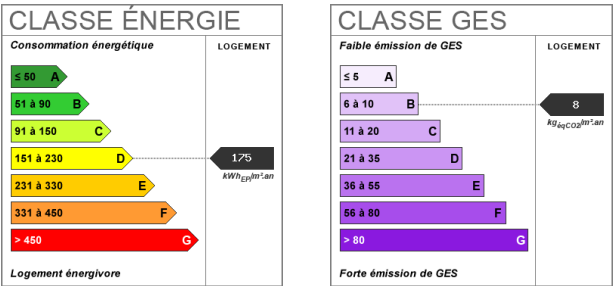 CLASSE ÉNERGIE
Consommation énergétique
LOGEMENT
≤ 50 A
51 à 90 B
91 à 150 C
151 à 230 D
175
kWhEP/m².an
231 à 330 E
331 à 450 F
> 450 G
Logement énergivore
CLASSE GES
Faible émission de GES
LOGEMENT
≤ 5 A
6 à 10 B
8
kgéqCO2/m².an
11 à 20 C
21 à 35 D
36 à 55 E
56 à 80 F
> 80 G
Forte émission de GES